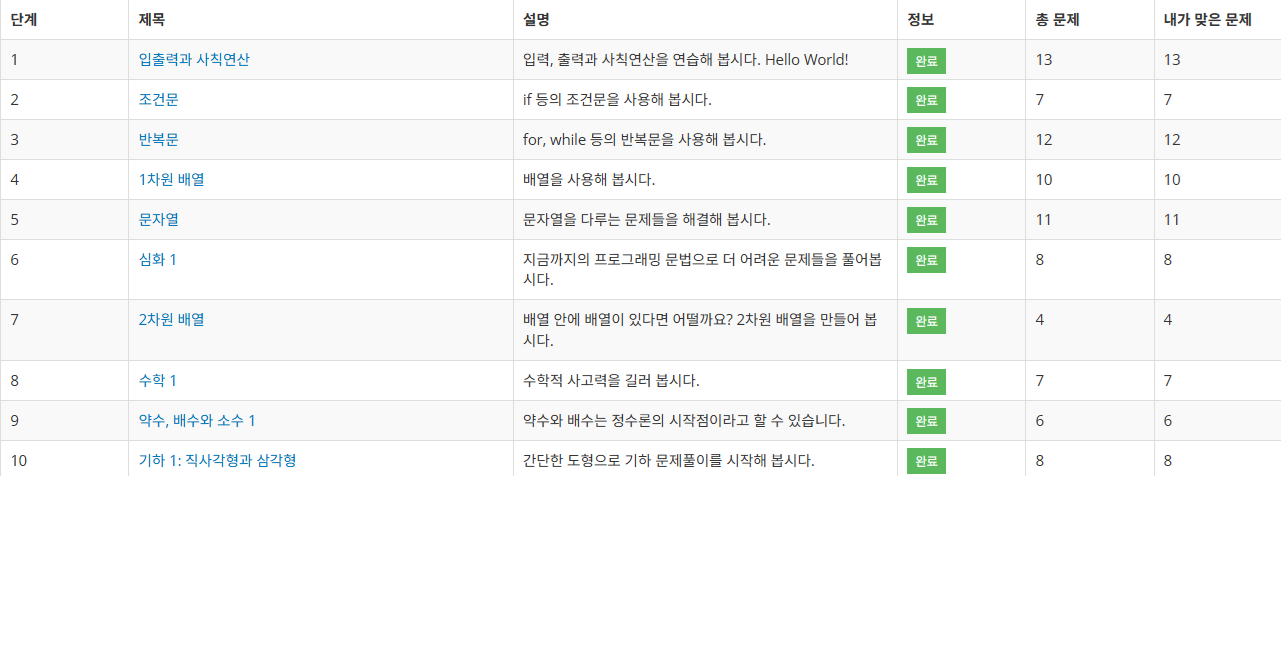 단계 제목 설명 정보 총 문제 내가 맞은 문제
1 입출력과 사칙연산 입력, 출력과 사칙연산을 연습해 봅시다. Hello World! 완료 13 13
2 조건문 if 등의 조건문을 사용해 봅시다. 완료 7 7
3 반복문 for, while 등의 반복문을 사용해 봅시다. 완료 12 12
4 1차원 배열 배열을 사용해 봅시다. 완료 10 10
5 문자열 문자열을 다루는 문제들을 해결해 봅시다. 완료 11 11
6 심화 1 지금까지의 프로그래밍 문법으로 더 어려운 문제들을 풀어봅 완료 8 8
시다.
7 2차원 배열 배열 안에 배열이 있다면 어떨까요? 2차원 배열을 만들어 봅 완료 4 4
시다.
8 수학 1 수학적 사고력을 길러 봅시다. 완료 7 7
9 약수, 배수와 소수 1 약수와 배수는 정수론의 시작점이라고 할 수 있습니다. 완료 6 6
10 기하 1: 직사각형과 삼각형 간단한 도형으로 기하 문제풀이를 시작해 봅시다. 완료 8 8